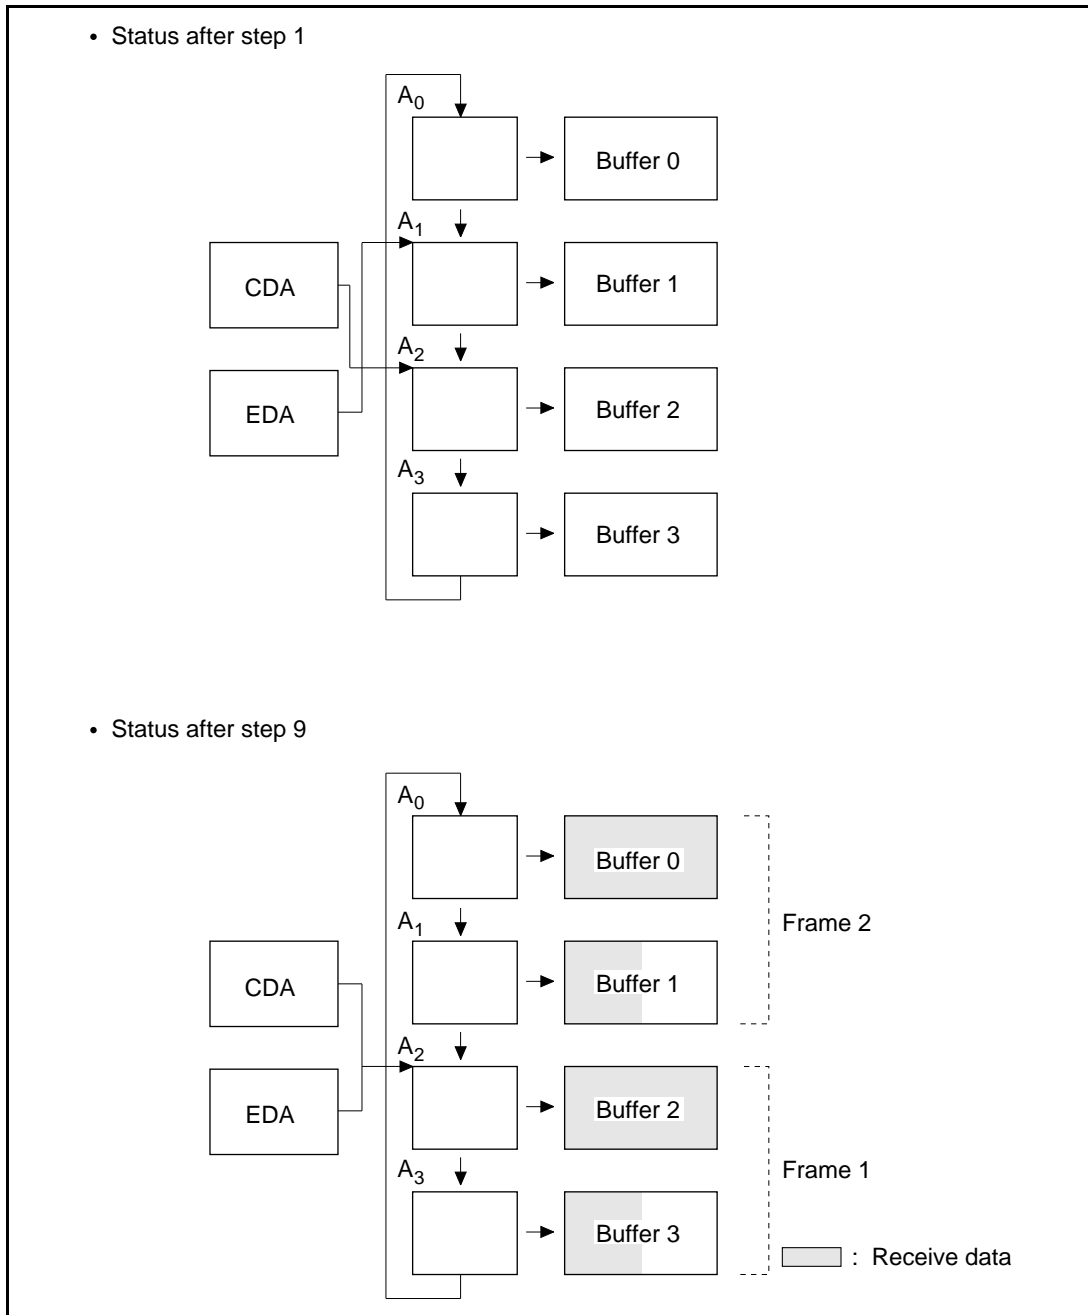 • Status after step 1
A0
Buffer 0
A1
CDA
Buffer 1
A2
EDA
Buffer 2
A3
Buffer 3
• Status after step 9
A0
Buffer 0
A1
Frame 2
CDA
Buffer 1
A2
EDA
Buffer 2
A3
Frame 1
Buffer 3
: Receive data